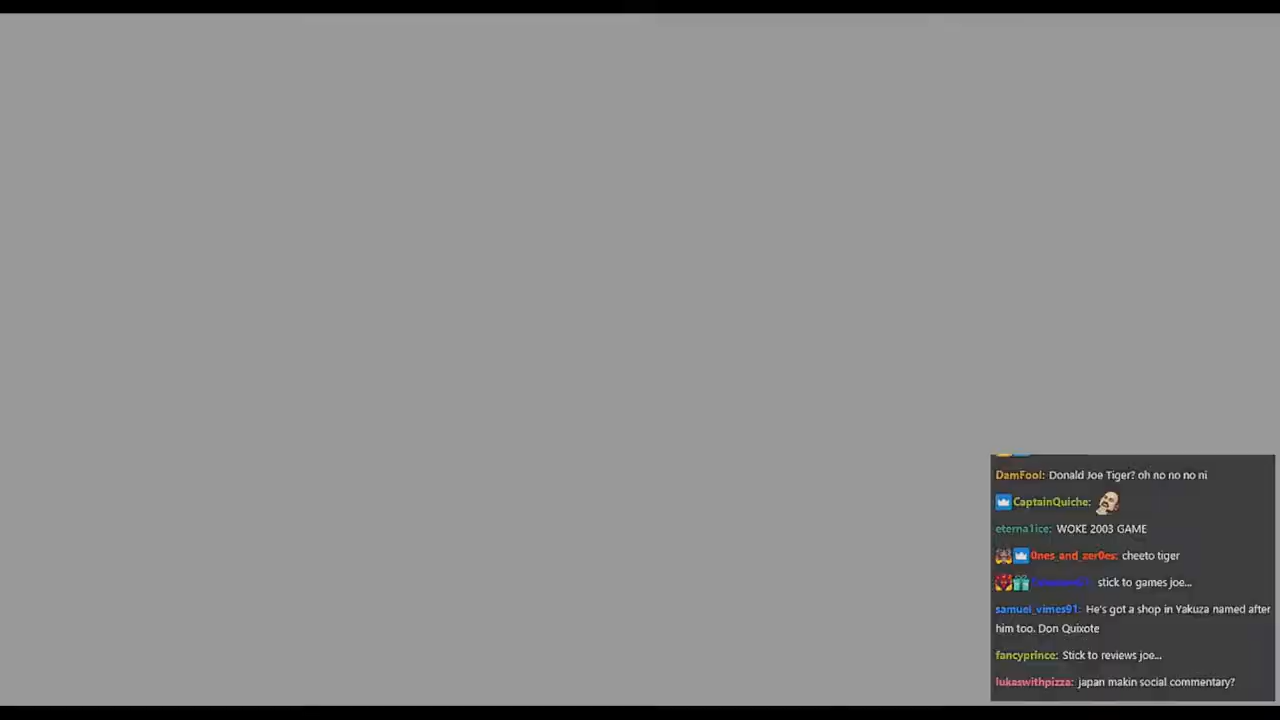 DamFool: Donald Joe Tiger? oh no no no ni
CaptainQuiche:
eterna1ice: WOKE 2003 GAME
0nes_and_zer0es: cheeto tiger
stick to games joe...
samuel_vimes91: He's got a shop in Yakuza named after
him too. Don Quixote
fancyprince: Stick to reviews joe...
lukaswithpizza: japan makin social commentary?